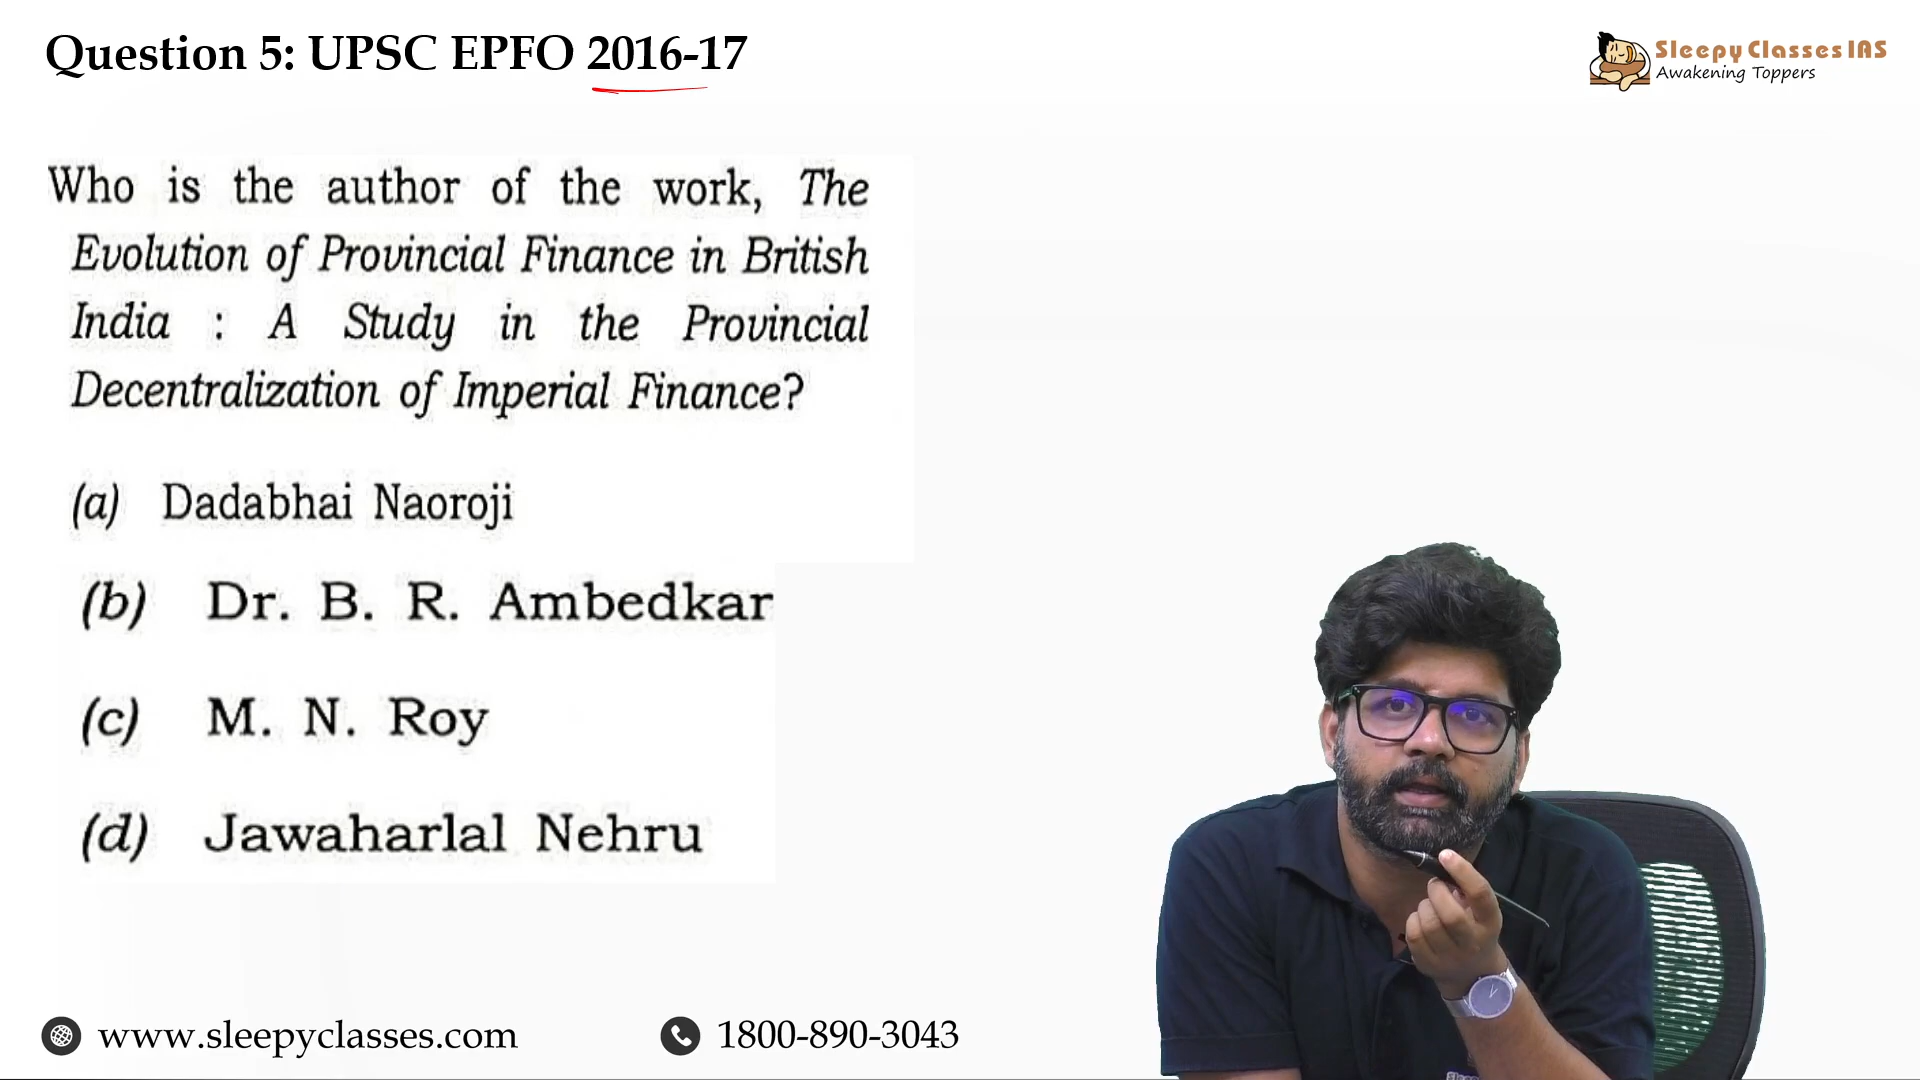 Question 5: UPSC EPFO 2016-17
Sleepy Classes IAS
Awakening Toppers
Who is the author of the work, The
Evolution of Provincial Finance in British
India : A Study in the Provincial
Decentralization of Imperial Finance?
(a) Dadabhai Naoroji
(b) Dr. B. R. Ambedkar
(c) M. N. Roy
(d) Jawaharlal Nehru
www.sleepyclasses.com
1800-890-3043